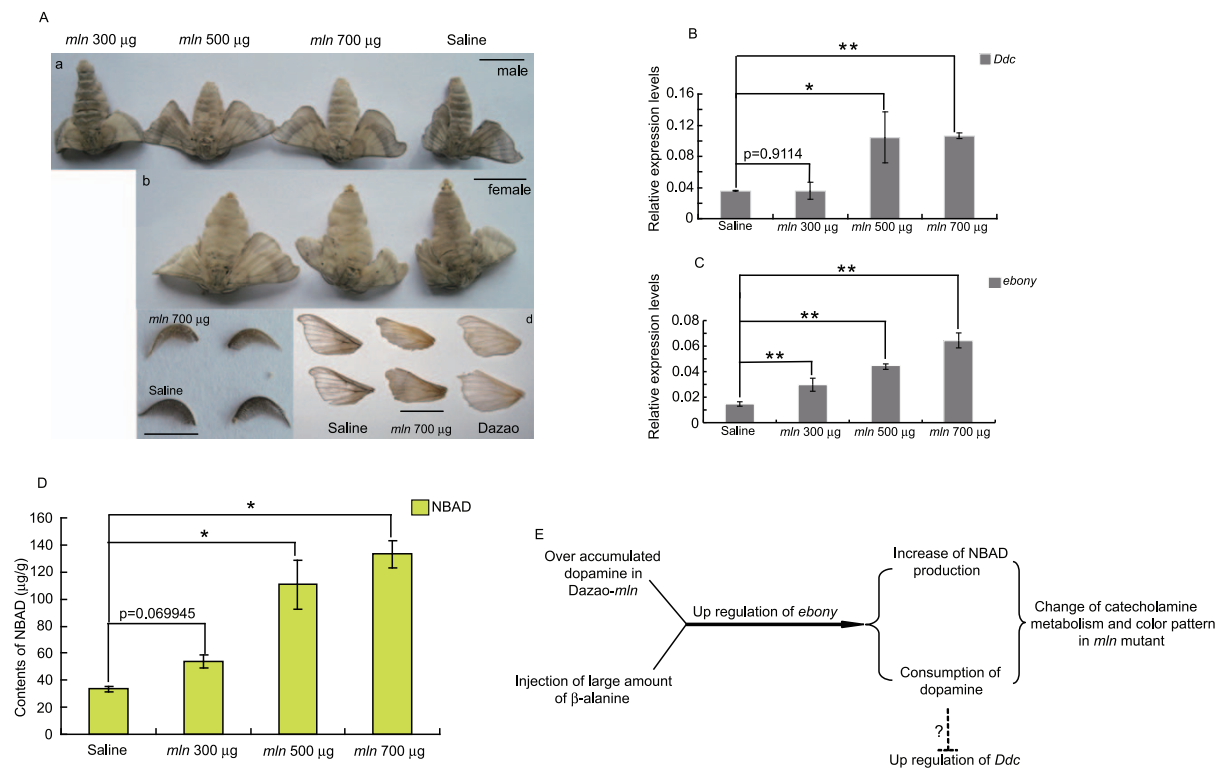 A
mln 300 μg mln 500 μg mln 700 μg Saline
a
male
b
female
mln 700 μg
Saline
d
Saline mln 700 μg Dazao
B
Ddc
**
*
p=0.9114
Relative expression levels
0.16
0.12
0.08
0.04
0
Saline mln 300 μg mln 500 μg mln 700 μg
C
ebony
**
**
**
Relative expression levels
0.08
0.06
0.04
0.02
0
Saline mln 300 μg mln 500 μg mln 700 μg
D
NBAD
*
*
p=0.069945
Contents of NBAD (μg/g)
160
140
120
100
80
60
40
20
0
Saline mln 300 μg mln 500 μg mln 700 μg
E
Over accumulated
dopamine in
Dazao-mln
Injection of large amount
of β-alanine
Up regulation of ebony
Increase of NBAD
production
Consumption of
dopamine
?
Up regulation of Ddc
Change of catecholamine
metabolism and color pattern
in mln mutant